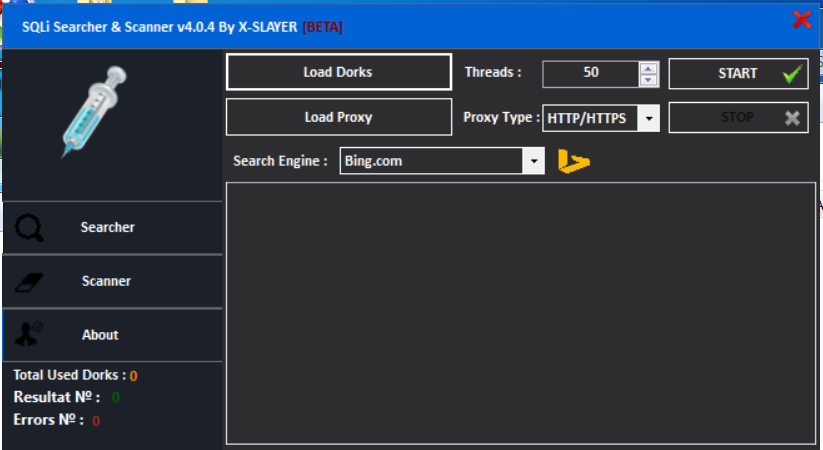 SQLi Searcher & Scanner v4.0.4 By X-SLAYER [BETA]
Load Dorks
Threads :
50
START
Load Proxy
Proxy Type :
HTTP/HTTPS
STOP
Search Engine :
Bing.com
Searcher
Scanner
About
Total Used Dorks : 0
Resultat Nº : 0
Errors Nº : 0